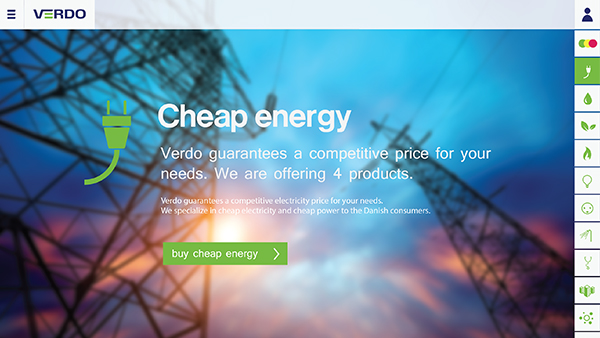 VERDO
Cheap energy
Verdo guarantees a competitive price for your
needs. We are offering 4 products.
Verdo guarantees a competitive electricity price for your needs.
We specialize in cheap electricity and cheap power to the Danish consumers.
buy cheap energy